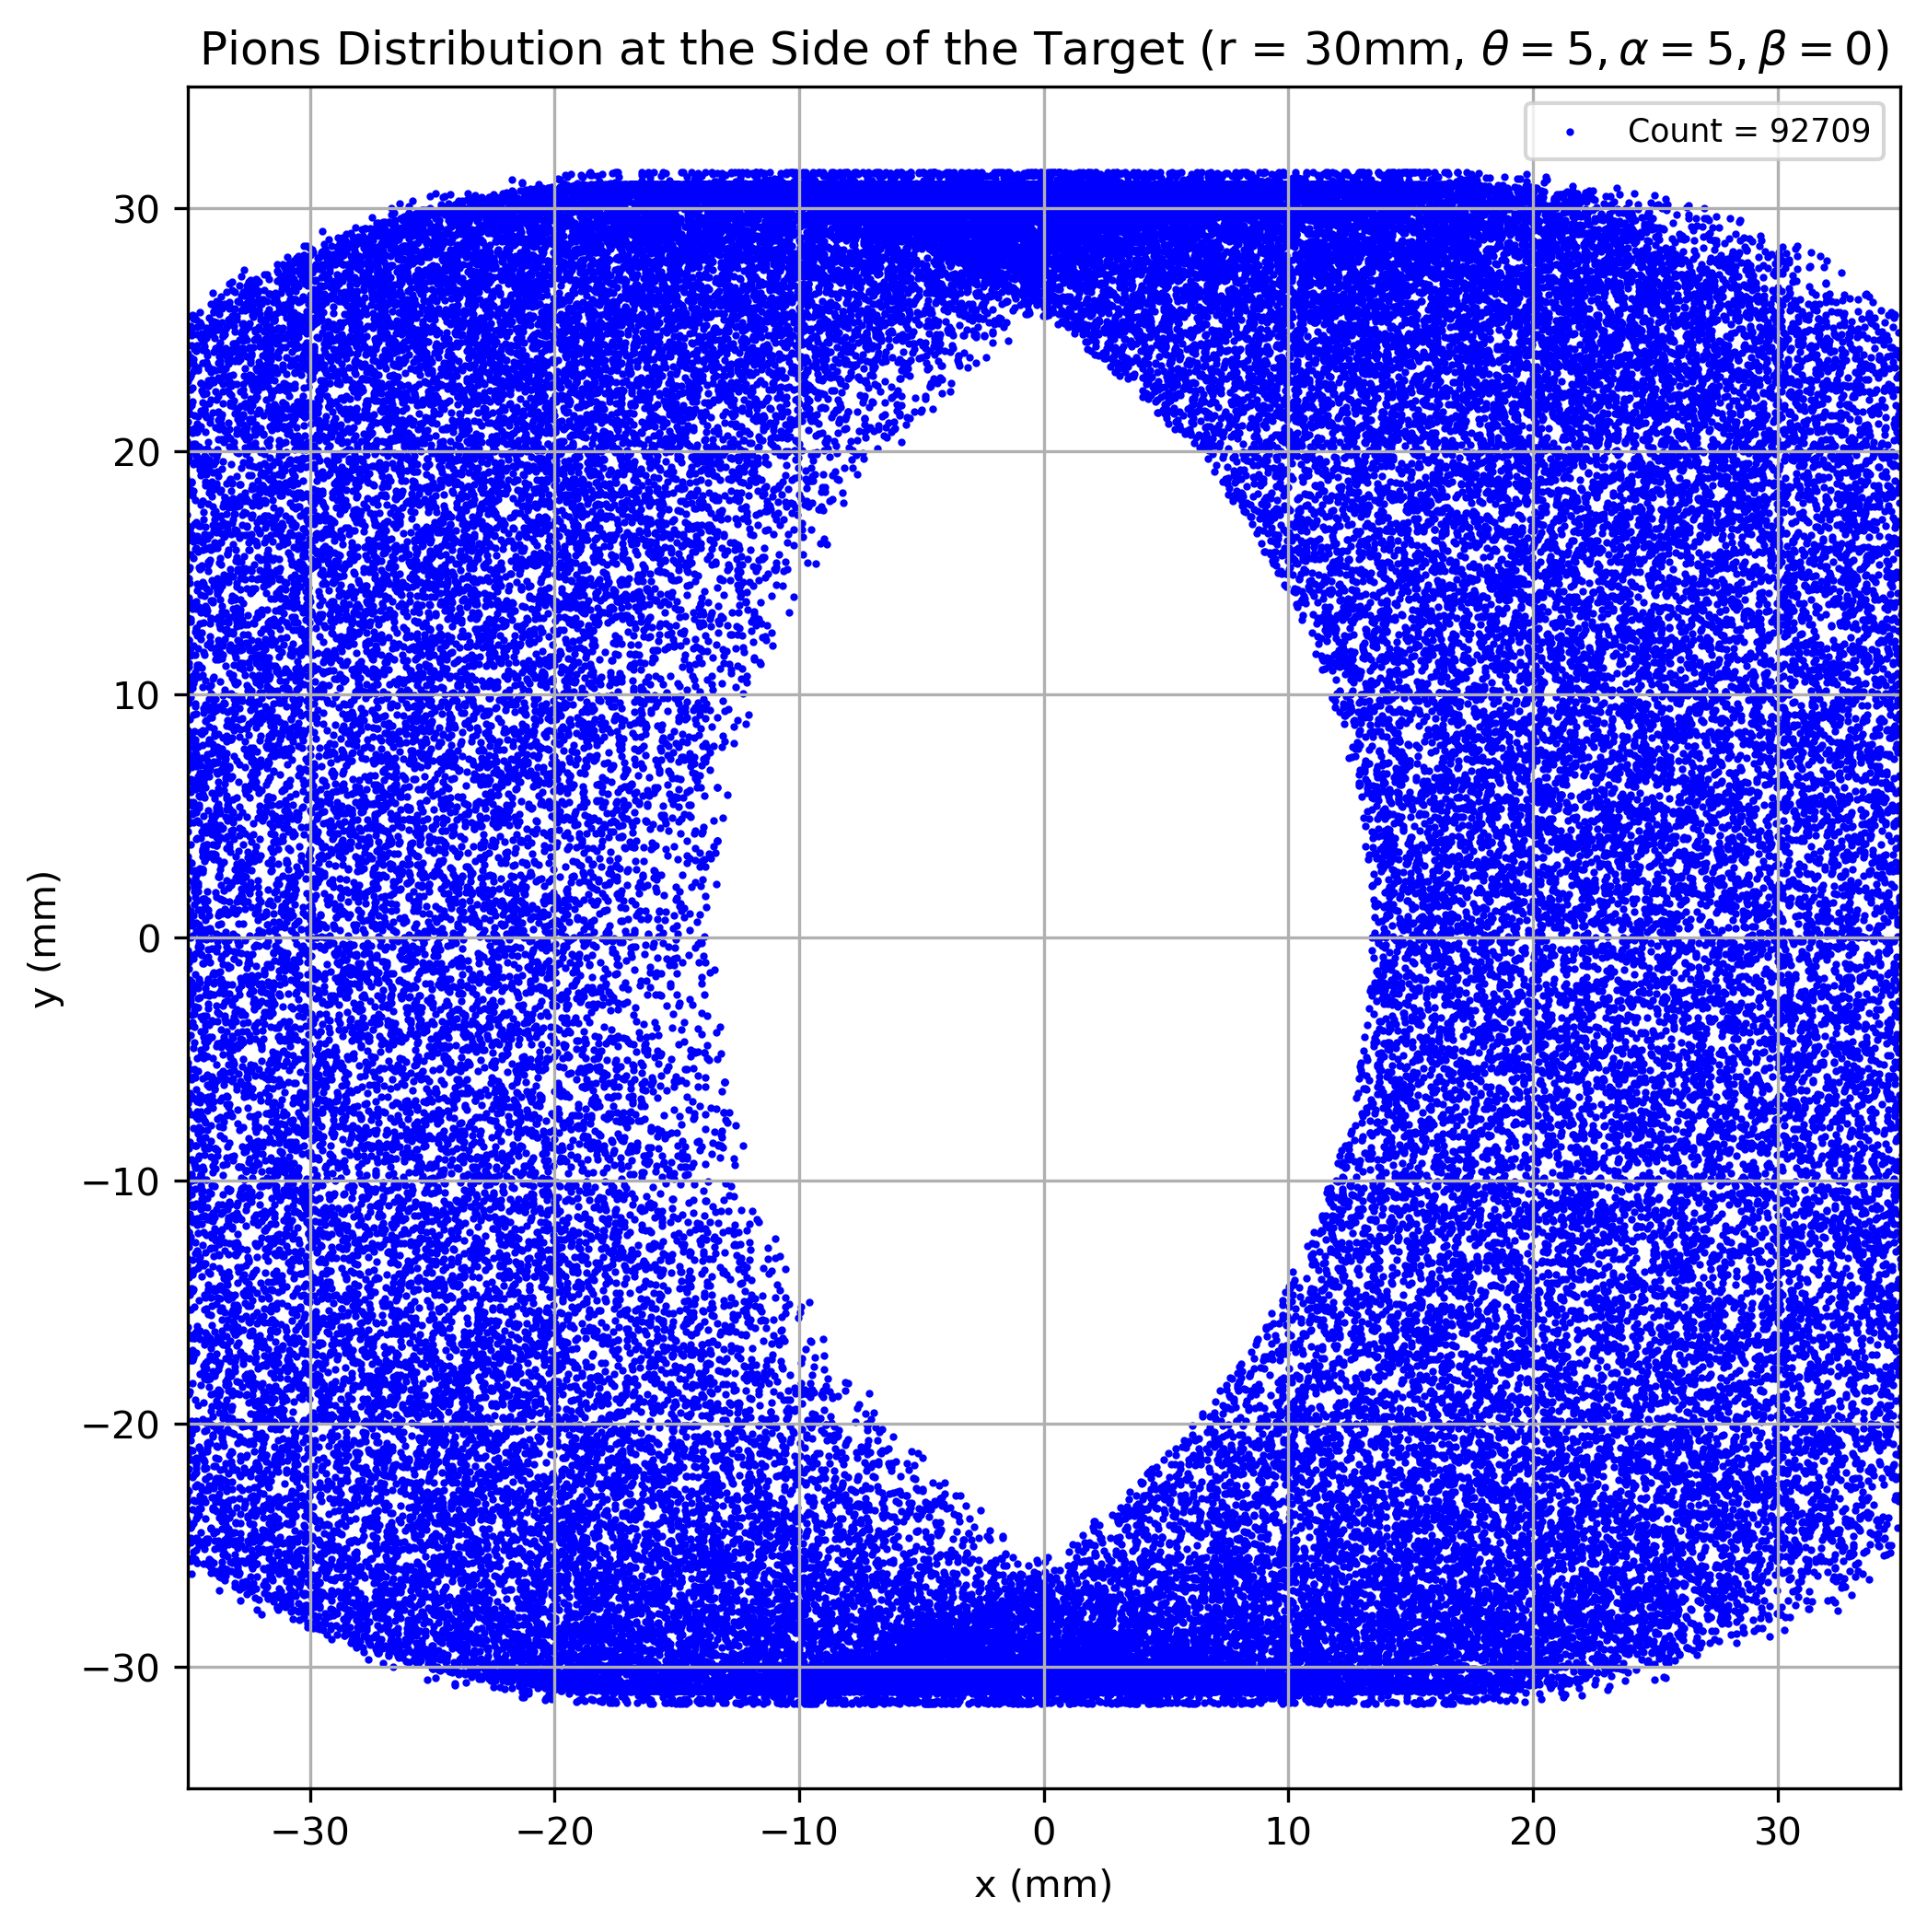 Pions Distribution at the Side of the Target (r = 30mm, θ = 5, α = 5, β = 0)
Count = 92709
30
20
10
0
−10
−20
−30
y (mm)
−30 −20 −10 0 10 20 30
x (mm)